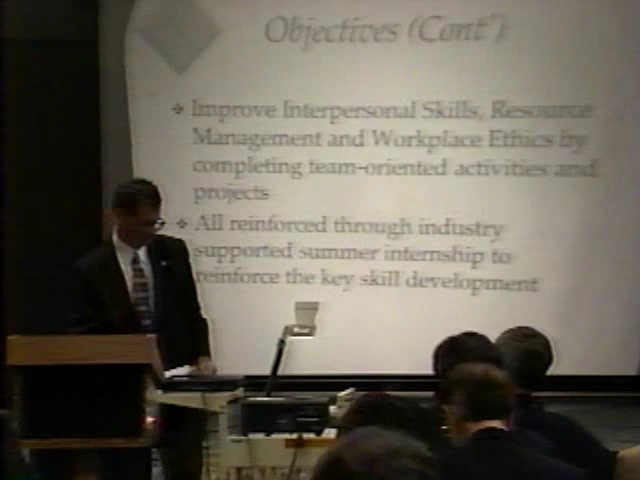 Objectives (Cont')
Improve Interpersonal Skills, Resource
Management and Workplace Ethics by
completing team-oriented activities and
projects
All reinforced through industry
supported summer internship to
reinforce the key skill development